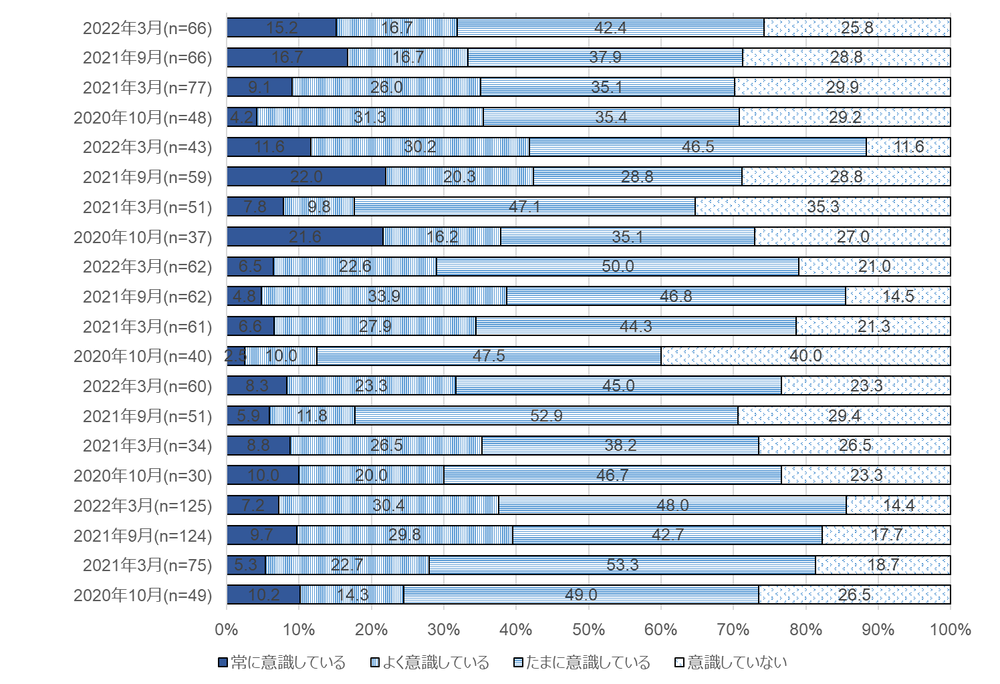 2022年3月(n=66) 15.2 16.7 42.4 25.8
2021年9月(n=66) 16.7 16.7 37.9 28.8
2021年3月(n=77) 9.1 26.0 35.1 29.9
2020年10月(n=48) 4.2 31.3 35.4 29.2
2022年3月(n=43) 11.6 30.2 46.5 11.6
2021年9月(n=59) 22.0 20.3 28.8 28.8
2021年3月(n=51) 7.8 9.8 47.1 35.3
2020年10月(n=37) 21.6 16.2 35.1 27.0
2022年3月(n=62) 6.5 22.6 50.0 21.0
2021年9月(n=62) 4.8 33.9 46.8 14.5
2021年3月(n=61) 6.6 27.9 44.3 21.3
2020年10月(n=40) 2.5 10.0 47.5 40.0
2022年3月(n=60) 8.3 23.3 45.0 23.3
2021年9月(n=51) 5.9 11.8 52.9 29.4
2021年3月(n=34) 8.8 26.5 38.2 26.5
2020年10月(n=30) 10.0 20.0 46.7 23.3
2022年3月(n=125) 7.2 30.4 48.0 14.4
2021年9月(n=124) 9.7 29.8 42.7 17.7
2021年3月(n=75) 5.3 22.7 53.3 18.7
2020年10月(n=49) 10.2 14.3 49.0 26.5
0% 10% 20% 30% 40% 50% 60% 70% 80% 90% 100%
常に意識している よく意識している たまに意識している 意識していない